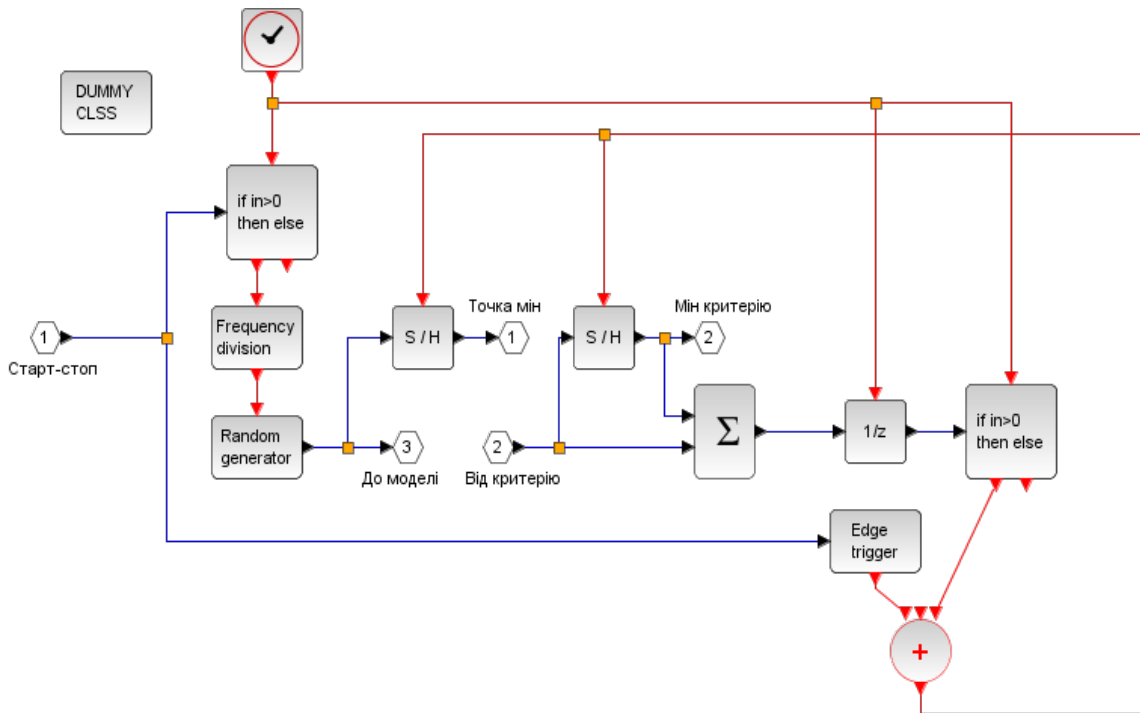 DUMMY
CLSS
if in>0
then else
Frequency
division
Random
generator
1
Старт-стоп
S / H
Точка мін
1
S / H
Мін критерію
2
3
До моделі
2
Від критерію
Σ
1/z
if in>0
then else
Edge
trigger
+